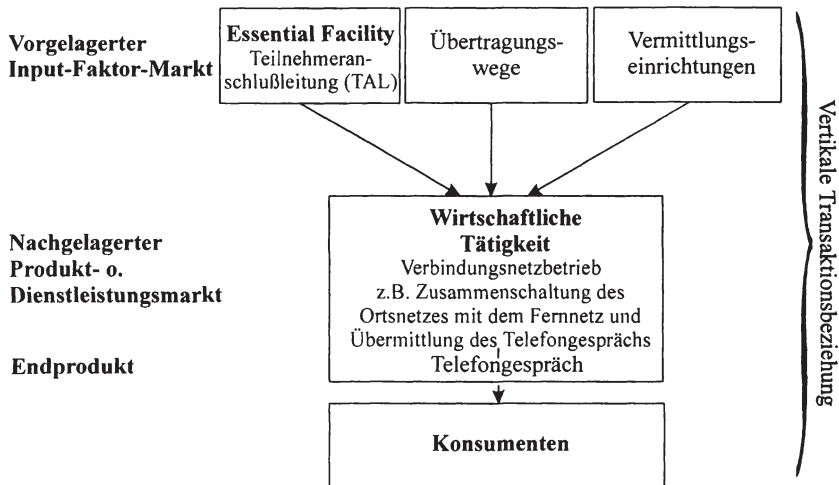 Vorgelagerter
Input-Faktor-Markt
Essential Facility
Teilnehmeran-
schlußleitung (TAL)
Übertragungs-
wege
Vermittlungs-
einrichtungen
Nachgelagerter
Produkt- o.
Dienstleistungsmarkt
Wirtschaftliche
Tätigkeit
Verbindungsnetzbetrieb
z.B. Zusammenschaltung des
Ortsnetzes mit dem Fernnetz und
Übermittlung des Telefongesprächs
Endprodukt
Telefongespräch
Konsumenten
Vertikale Transaktionsbeziehung